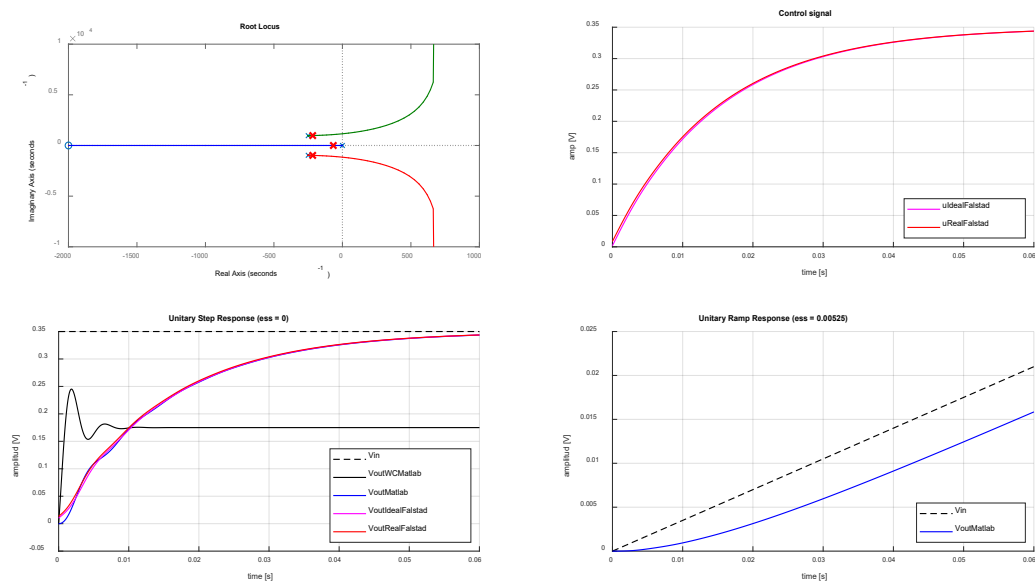 Root Locus
1
×10^-4
0.5
0
-0.5
-1
-2000
-1500
-1000
-500
0
500
1000
Imaginary Axis (seconds
-1
)
Real Axis (seconds
-1
)
Control signal
0.35
0.3
0.25
0.2
0.15
0.1
0.05
0
0
0.01
0.02
0.03
0.04
0.05
0.06
amp [V]
time [s]
uIdealFalstad
uRealFalstad
Unitary Step Response (ess = 0)
0.35
0.3
0.25
0.2
0.15
0.1
0.05
0
-0.05
0
0.01
0.02
0.03
0.04
0.05
0.06
amplitud [V]
time [s]
Vin
VoutWCMatlab
VoutMatlab
VoutIdealFalstad
VoutRealFalstad
Unitary Ramp Response (ess = 0.00525)
0.025
0.02
0.015
0.01
0.005
0
0
0.01
0.02
0.03
0.04
0.05
0.06
amplitud [V]
time [s]
Vin
VoutMatlab